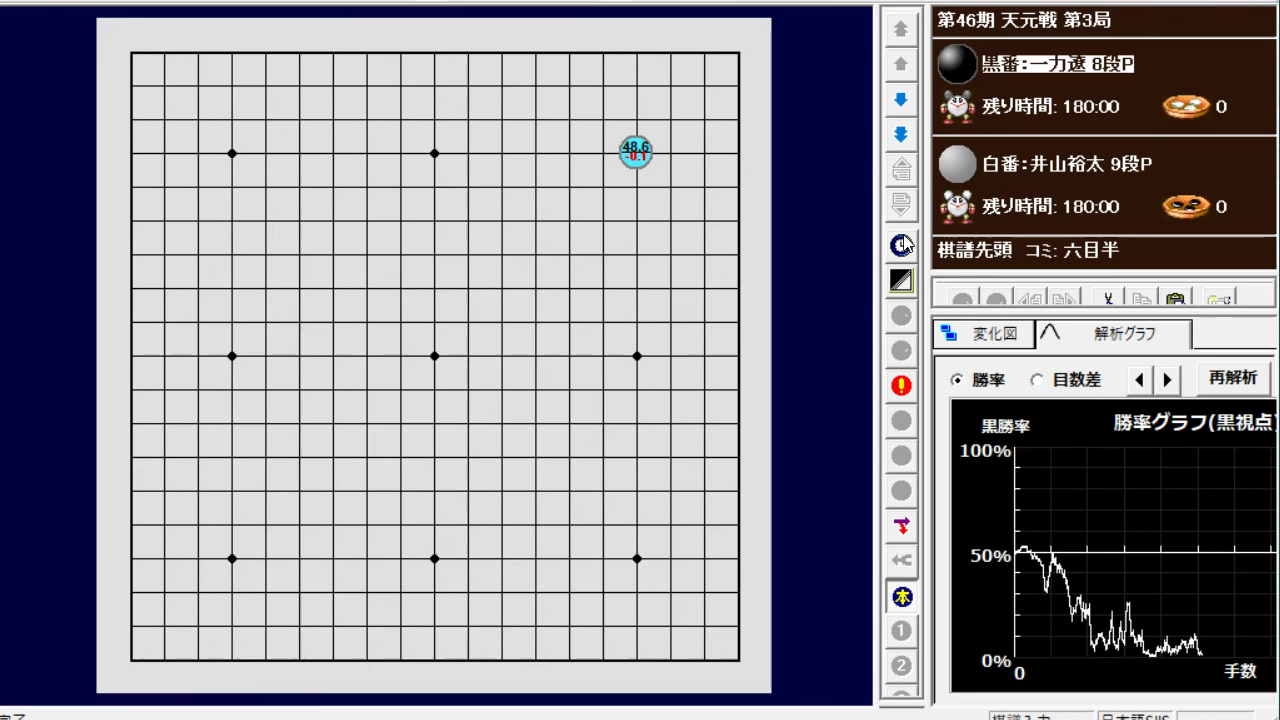 第46期 天元戦 第3局
黒番:一力遼 8段P
残り時間: 180:00 0
白番:井山裕太 9段P
残り時間: 180:00 0
棋譜先頭 コミ: 六目半
48.6
-0.1
変化図 解析グラフ
勝率 目数差 再解析
黒勝率 勝率グラフ(黒視点)
100%
50%
0%
0 手数
本
1
2